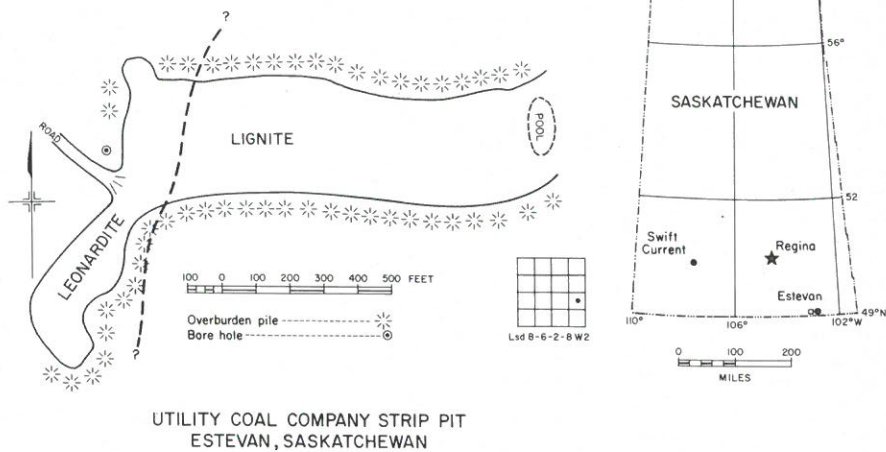 ?
ROAD
LIGNITE
POOL
LEONARDITE
100 0 100 200 300 400 500 FEET
Overburden pile
Bore hole
?
Lsd 8-6-2-8 W2
UTILITY COAL COMPANY STRIP PIT
ESTEVAN, SASKATCHEWAN
56°
SASKATCHEWAN
52
Swift
Current
Regina
Estevan
49°N
110°
106°
102°W
0 100 200
MILES